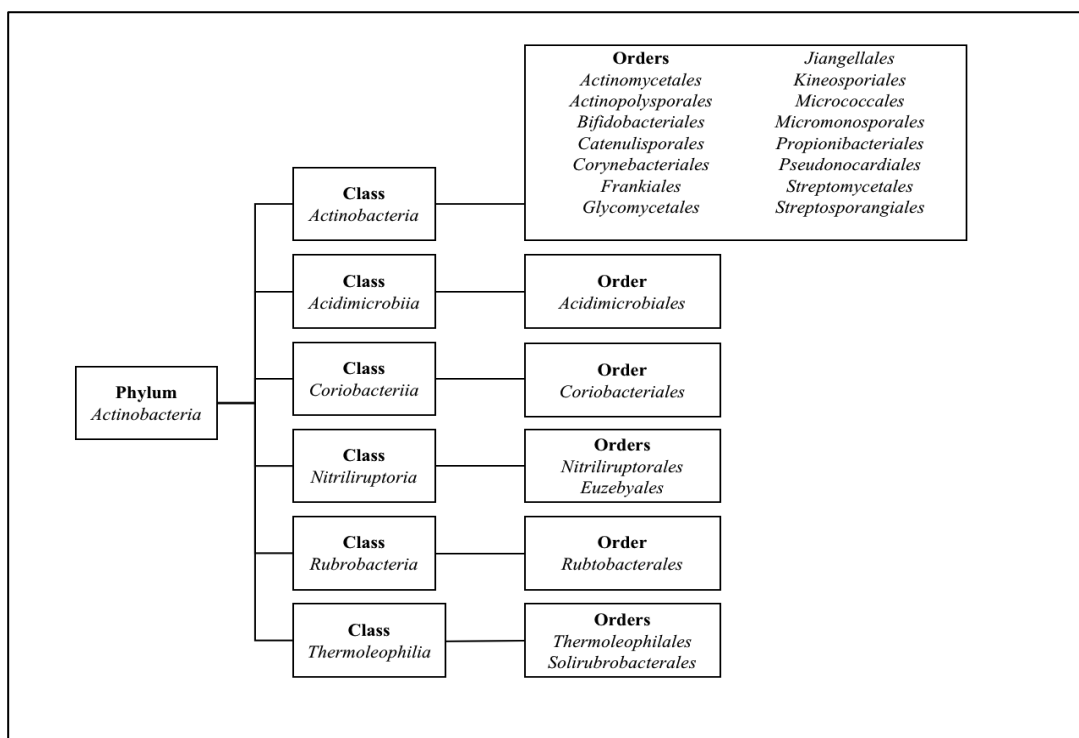 Phylum
Actinobacteria
Class
Actinobacteria
Orders
Actinomycetales
Actinopolysporales
Bifidobacteriales
Catenulisporales
Corynebacteriales
Frankiales
Glycomycetales
Jiangellales
Kineosporiales
Micrococcales
Micromonosporales
Propionibacteriales
Pseudonocardiales
Streptomycetales
Streptosporangiales
Class
Acidimicrobiia
Order
Acidimicrobiales
Class
Coriobacteriia
Order
Coriobacteriales
Class
Nitriliruptoria
Orders
Nitriliruptorales
Euzebyales
Class
Rubrobacteria
Order
Rubtobacterales
Class
Thermoleophilia
Orders
Thermoleophilales
Solirubrobacterales